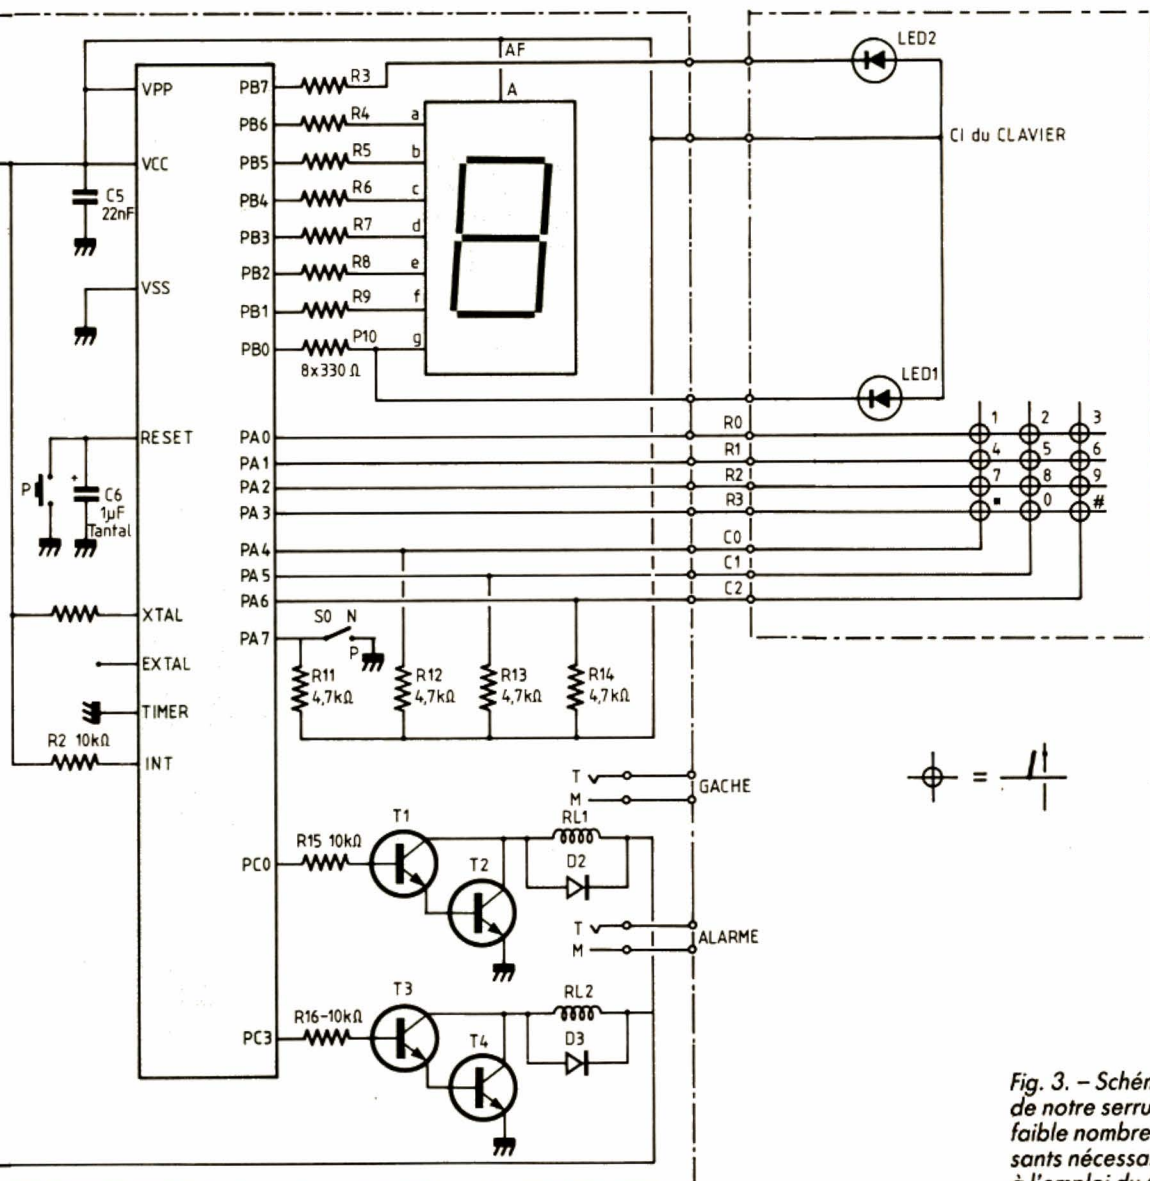 LED2
AF
VPP
PB7
R3
A
PB6
R4
a
CI du CLAVIER
VCC
PB5
R5
b
C5
22nF
PB4
R6
c
PB3
R7
d
PB2
R8
e
VSS
PB1
R9
f
PB0
P10
g
8x330 Ω
LED1
RESET
PA0
R0
1
2
3
PA1
R1
4
5
6
PA2
R2
7
8
9
PA3
R3
0
#
P
+
C6
1µF
Tantal
PA4
C0
PA5
C1
PA6
C2
XTAL
PA7
S0
N
P
EXTAL
R11
4,7kΩ
R12
4,7kΩ
R13
4,7kΩ
R14
4,7kΩ
TIMER
R2 10kΩ
INT
T
GACHE
M
=
T1
RL1
R15 10kΩ
D2
PC0
T2
T
ALARME
M
T3
RL2
R16-10kΩ
D3
PC3
T4
Fig. 3. – Schém
de notre serru
faible nombre
sants nécessa